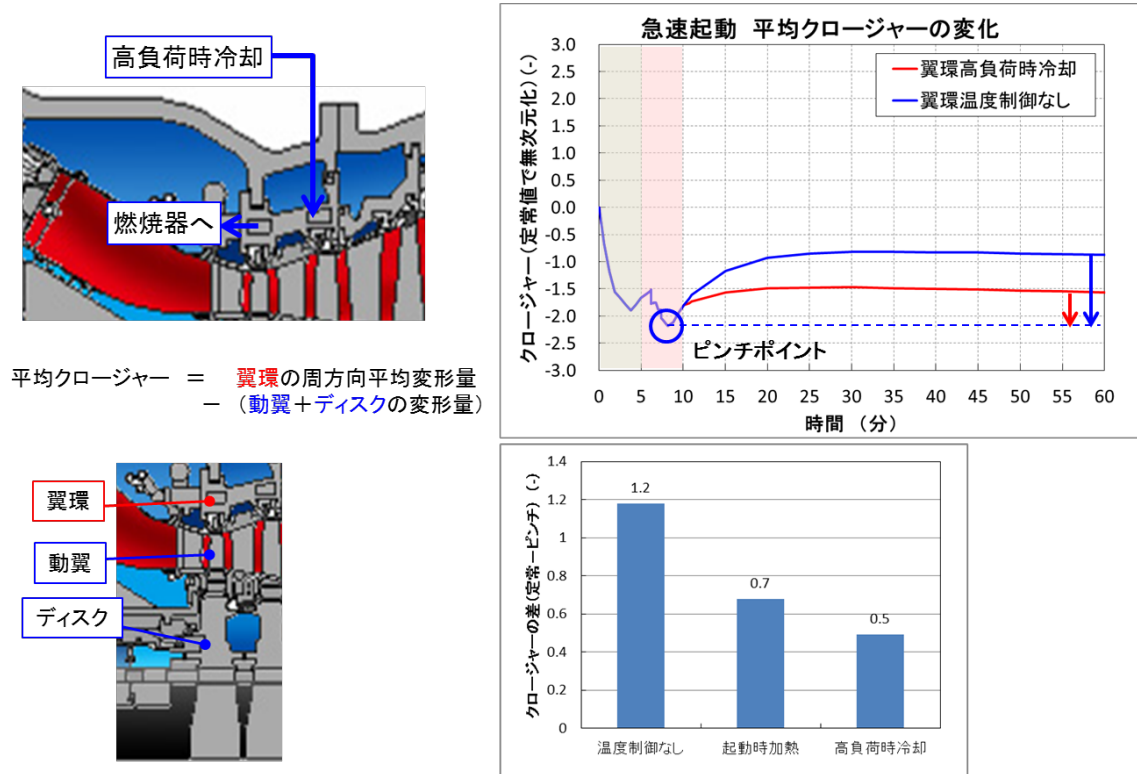 高負荷時冷却
燃焼器へ
平均クロージャー ＝ 翼環の周方向平均変形量
－（動翼＋ディスクの変形量）
翼環
動翼
ディスク
急速起動 平均クロージャーの変化
クロージャー(定常値で無次元化)(-)
3.0
2.5
2.0
1.5
1.0
0.5
0.0
-0.5
-1.0
-1.5
-2.0
-2.5
-3.0
翼環高負荷時冷却
翼環温度制御なし
ピンチポイント
0 5 10 15 20 25 30 35 40 45 50 55 60
時間 （分）
クロージャーの差(定常－ピンチ) (-)
1.4
1.2
1
0.8
0.6
0.4
0.2
0
1.2
0.7
0.5
温度制御なし 起動時加熱 高負荷時冷却